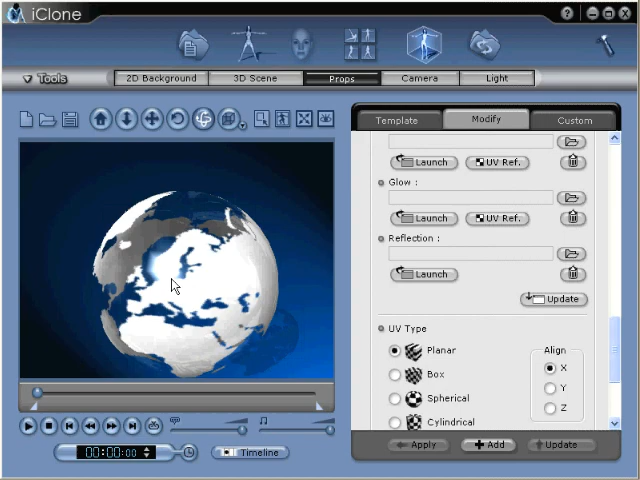 iClone
?
Tools
2D Background 3D Scene Props Camera Light
Template Modify Custom
Launch UV Ref.
Glow :
Launch UV Ref.
Reflection :
Launch
Update
UV Type
Planar
Box
Spherical
Cylindrical
Align
X
Y
Z
00:00:00
Timeline
Apply Add Update